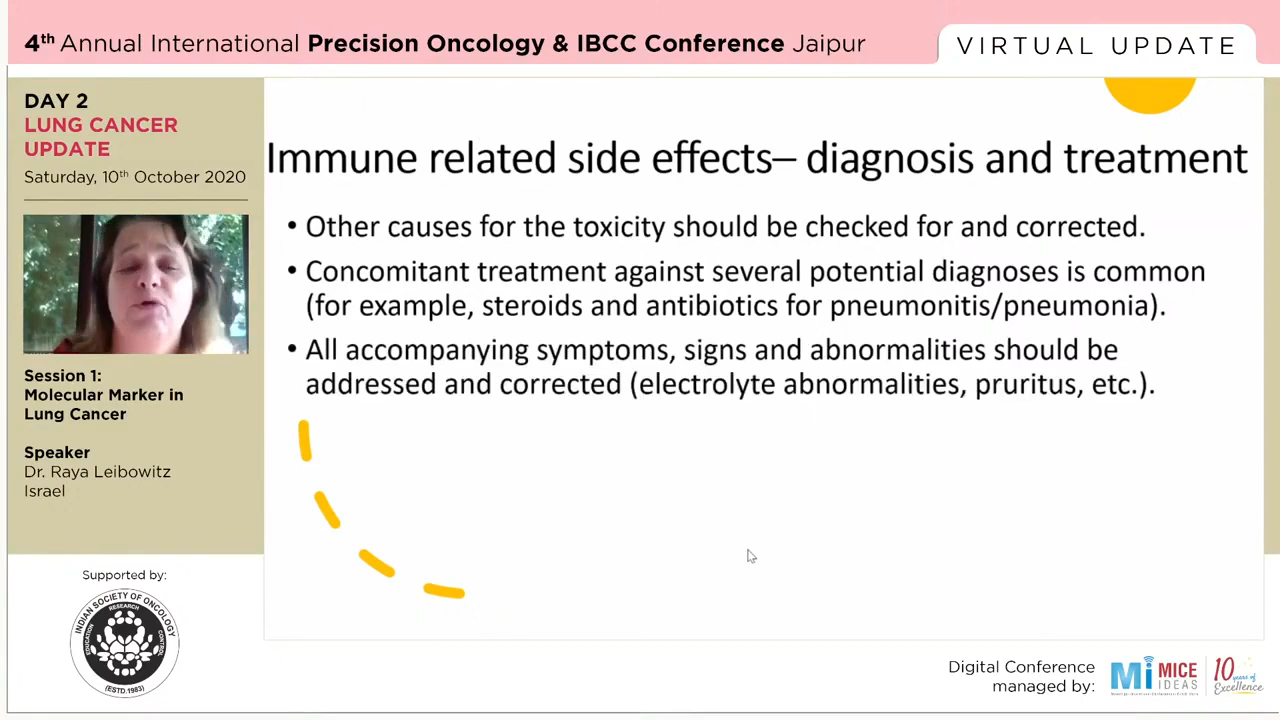 4th Annual International Precision Oncology & IBCC Conference Jaipur
VIRTUAL UPDATE
DAY 2
LUNG CANCER
UPDATE
Saturday, 10th October 2020
Session 1:
Molecular Marker in
Lung Cancer
Speaker
Dr. Raya Leibowitz
Israel
Immune related side effects– diagnosis and treatment
• Other causes for the toxicity should be checked for and corrected.
• Concomitant treatment against several potential diagnoses is common
(for example, steroids and antibiotics for pneumonitis/pneumonia).
• All accompanying symptoms, signs and abnormalities should be
addressed and corrected (electrolyte abnormalities, pruritus, etc.).
Supported by:
INDIAN SOCIETY OF ONCOLOGY
EDUCATION
RESEARCH
CONTROL
(ESTD.1983)
Digital Conference
managed by:
Mi MICE
IDEAS
10 years of
Excellence